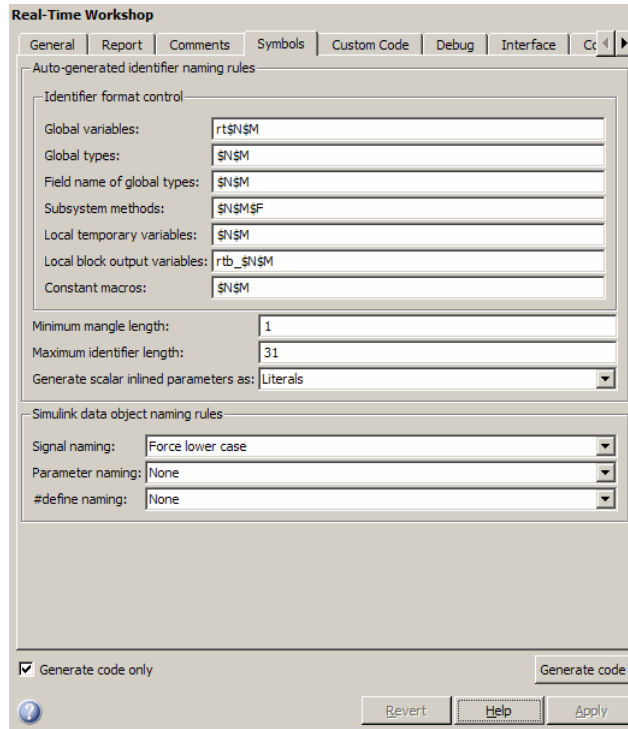 Real-Time Workshop
General Report Comments Symbols Custom Code Debug Interface
Auto-generated identifier naming rules
Identifier format control
Global variables: rt$N$M
Global types: $N$M
Field name of global types: $N$M
Subsystem methods: $N$M$F
Local temporary variables: $N$M
Local block output variables: rtb_$N$M
Constant macros: $N$M
Minimum mangle length: 1
Maximum identifier length: 31
Generate scalar inlined parameters as: Literals
Simulink data object naming rules
Signal naming: Force lower case
Parameter naming: None
#define naming: None
Generate code only Generate code
Revert Help Apply